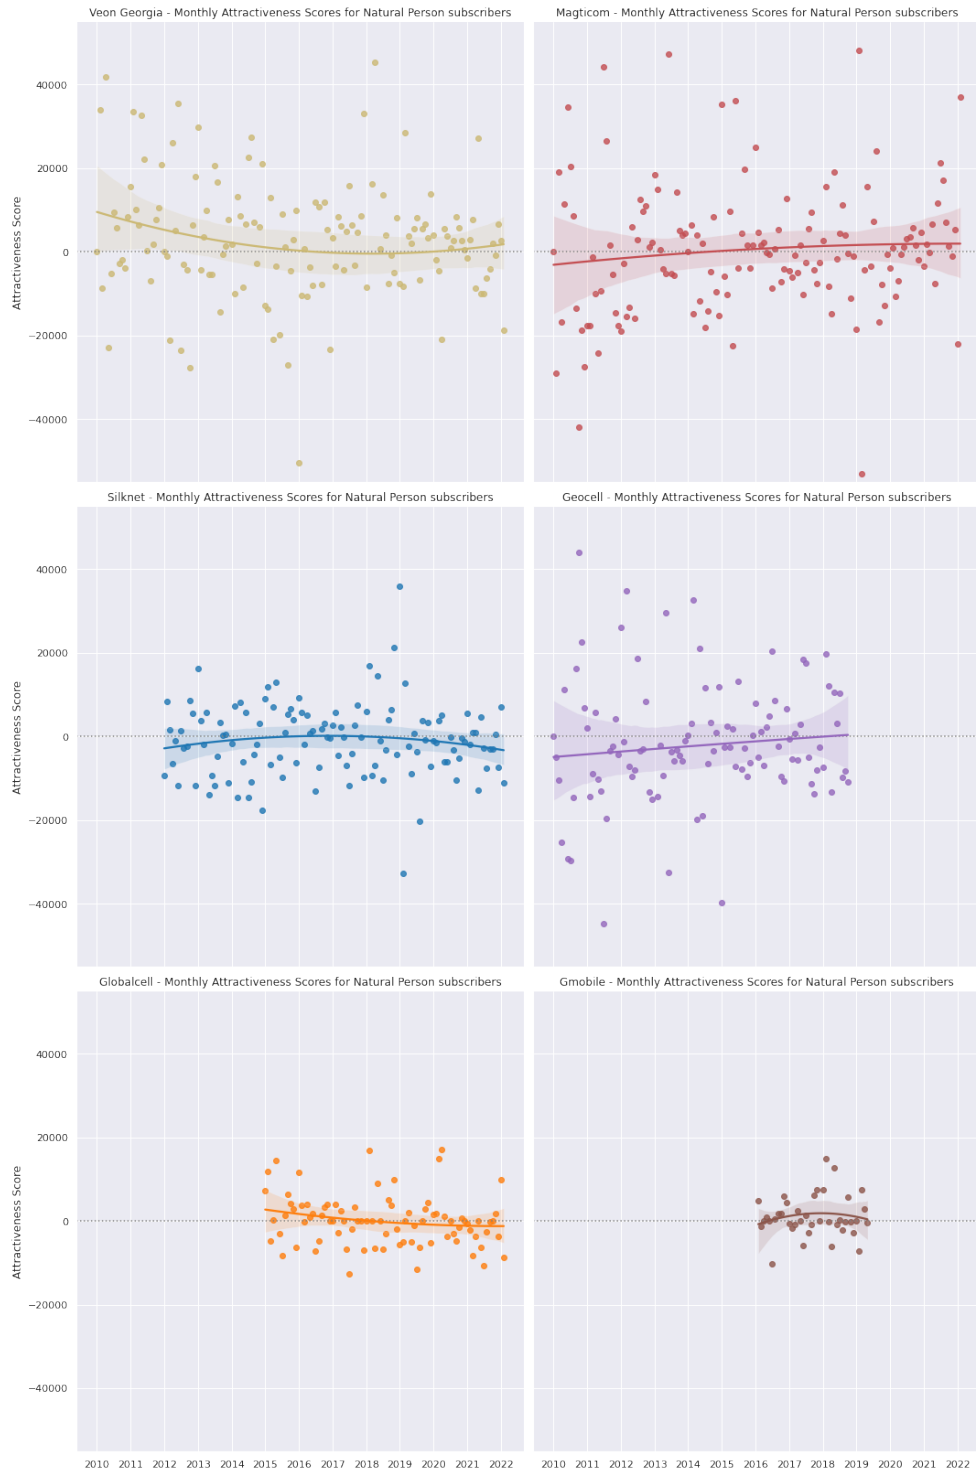 Veon Georgia - Monthly Attractiveness Scores for Natural Person subscribers
Magticom - Monthly Attractiveness Scores for Natural Person subscribers
40000
20000
0
−20000
−40000
Attractiveness Score
Silknet - Monthly Attractiveness Scores for Natural Person subscribers
Geocell - Monthly Attractiveness Scores for Natural Person subscribers
40000
20000
0
−20000
−40000
Attractiveness Score
Globalcell - Monthly Attractiveness Scores for Natural Person subscribers
Gmobile - Monthly Attractiveness Scores for Natural Person subscribers
40000
20000
0
−20000
−40000
Attractiveness Score
2010 2011 2012 2013 2014 2015 2016 2017 2018 2019 2020 2021 2022
2010 2011 2012 2013 2014 2015 2016 2017 2018 2019 2020 2021 2022